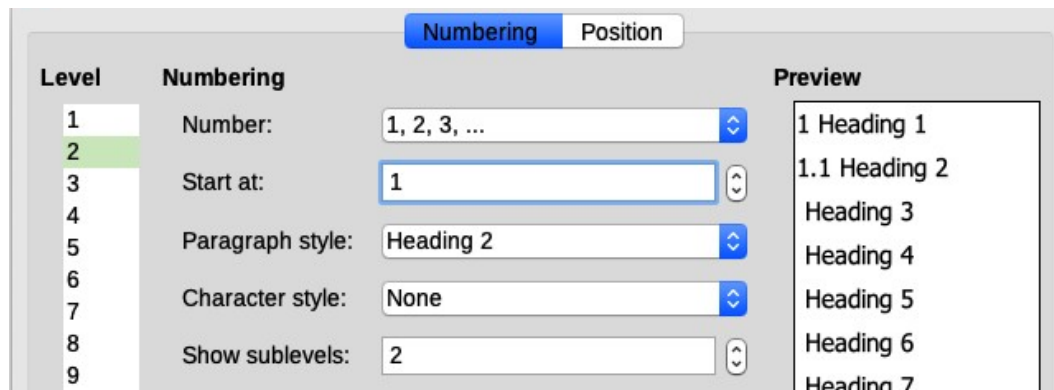 Numbering Position
Level Numbering Preview
1
2
3
4
5
6
7
8
9
Number: 1, 2, 3, ...
Start at: 1
Paragraph style: Heading 2
Character style: None
Show sublevels: 2
1 Heading 1
1.1 Heading 2
Heading 3
Heading 4
Heading 5
Heading 6
Heading 7